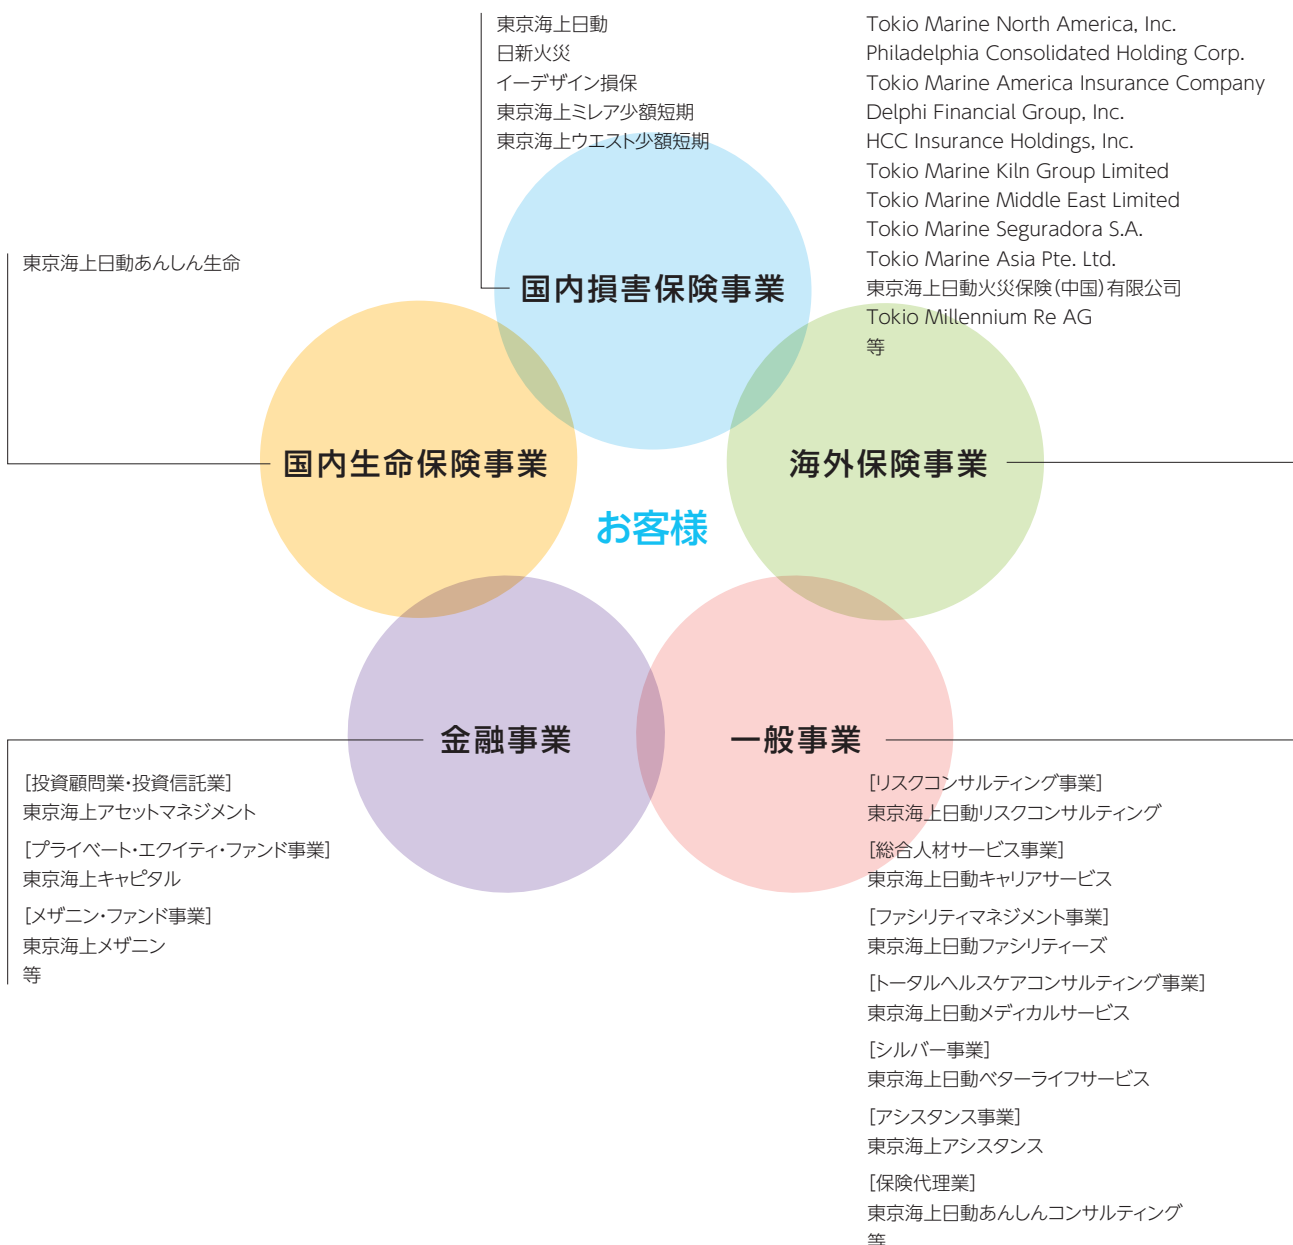 東京海上日動
日新火災
イーデザイン損保
東京海上ミレア少額短期
東京海上ウエスト少額短期
国内損害保険事業
Tokio Marine North America, Inc.
Philadelphia Consolidated Holding Corp.
Tokio Marine America Insurance Company
Delphi Financial Group, Inc.
HCC Insurance Holdings, Inc.
Tokio Marine Kiln Group Limited
Tokio Marine Middle East Limited
Tokio Marine Seguradora S.A.
Tokio Marine Asia Pte. Ltd.
東京海上日動火災保険(中国)有限公司
Tokio Millennium Re AG
等
海外保険事業
東京海上日動あんしん生命
国内生命保険事業
お客様
金融事業
[投資顧問業・投資信託業]
東京海上アセットマネジメント
[プライベート・エクイティ・ファンド事業]
東京海上キャピタル
[メザニン・ファンド事業]
東京海上メザニン
等
一般事業
[リスクコンサルティング事業]
東京海上日動リスクコンサルティング
[総合人材サービス事業]
東京海上日動キャリアサービス
[ファシリティマネジメント事業]
東京海上日動ファシリティーズ
[トータルヘルスケアコンサルティング事業]
東京海上日動メディカルサービス
[シルバー事業]
東京海上日動ベターライフサービス
[アシスタンス事業]
東京海上アシスタンス
[保険代理業]
東京海上日動あんしんコンサルティング
等